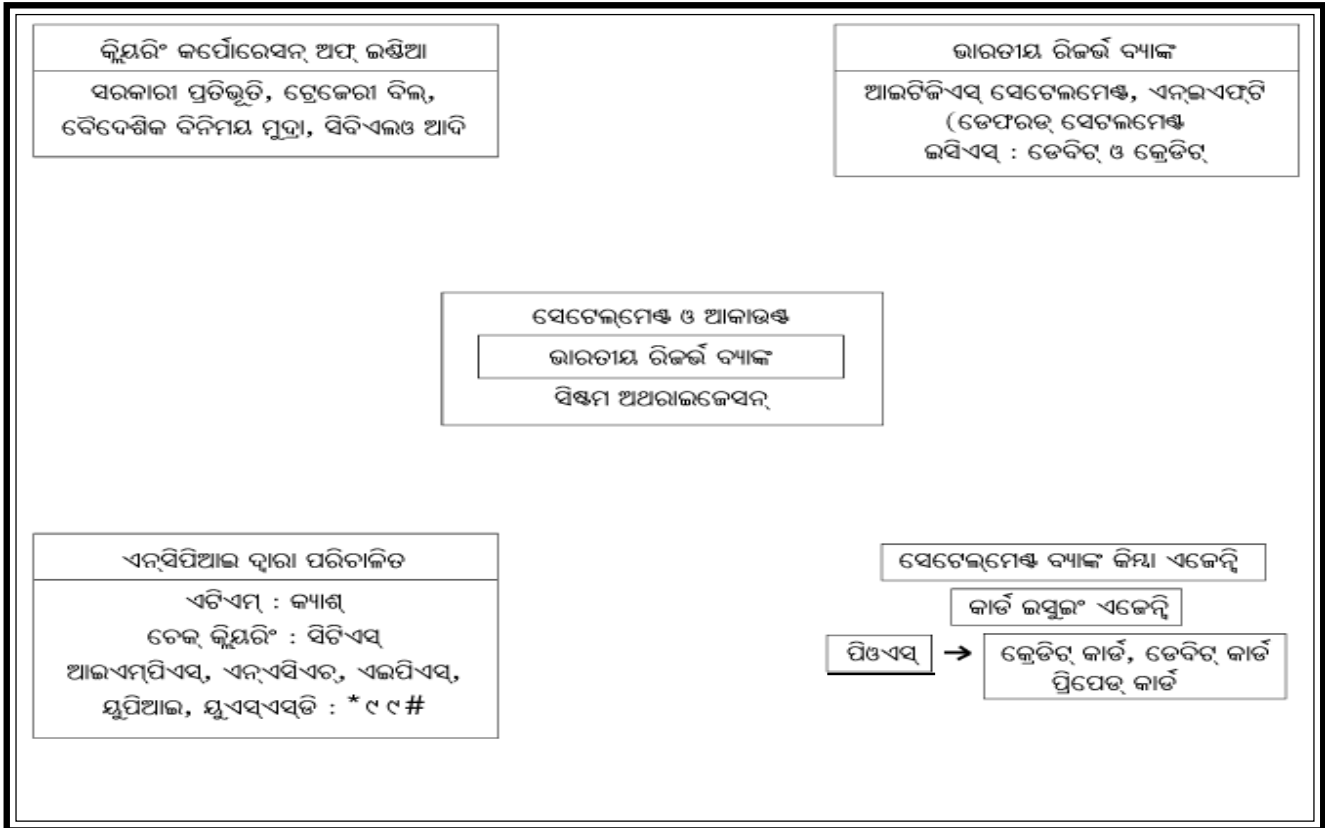 କ୍ଲିୟରିଂ କର୍ପୋରେସନ୍ ଅଫ୍ ଇଣ୍ଡିଆ
ସରକାରୀ ପ୍ରତିଭୂତି, ଟ୍ରେଜେରୀ ବିଲ୍,
ବୈଦେଶିକ ବିନିମୟ ମୁଦ୍ରା, ସିବିଏଲଓ ଆଦି
ଭାରତୀୟ ରିଜର୍ଭ ବ୍ୟାଙ୍କ
ଆଇଟିଜିଏସ୍ ସେଟେଲମେଣ୍ଟ, ଏନ୍ଇଏଫ୍ଟି
(ଡେଫରଡ୍ ସେଟଲମେଣ୍ଟ
ଇସିଏସ୍ : ଡେବିଟ୍ ଓ କ୍ରେଡିଟ୍
ସେଟେଲ୍‌ମେଣ୍ଟ ଓ ଆକାଉଣ୍ଟ
ଭାରତୀୟ ରିଜର୍ଭ ବ୍ୟାଙ୍କ
ସିଷ୍ଟମ ଅଥରାଇଜେସନ୍
ଏନ୍‌ସିପିଆଇ ଦ୍ୱାରା ପରିଚାଳିତ
ଏଟିଏମ୍ : କ୍ୟାଶ୍
ଚେକ୍ କ୍ଲିୟରିଂ : ସିଟିଏସ୍
ଆଇଏମ୍‌ପିଏସ୍, ଏନ୍ଏସିଏଚ୍, ଏଇପିଏସ୍,
ୟୁପିଆଇ, ୟୁଏସ୍ଏସ୍‌ଡି : *୯୯#
ସେଟେଲ୍‌ମେଣ୍ଟ ବ୍ୟାଙ୍କ କିମ୍ବା ଏଜେନ୍ସି
କାର୍ଡ ଇସୁଇଂ ଏଜେନ୍ସି
ପିଓଏସ୍ → କ୍ରେଡିଟ୍ କାର୍ଡ, ଡେବିଟ୍ କାର୍ଡ
ପ୍ରିପେଡ୍ କାର୍ଡ